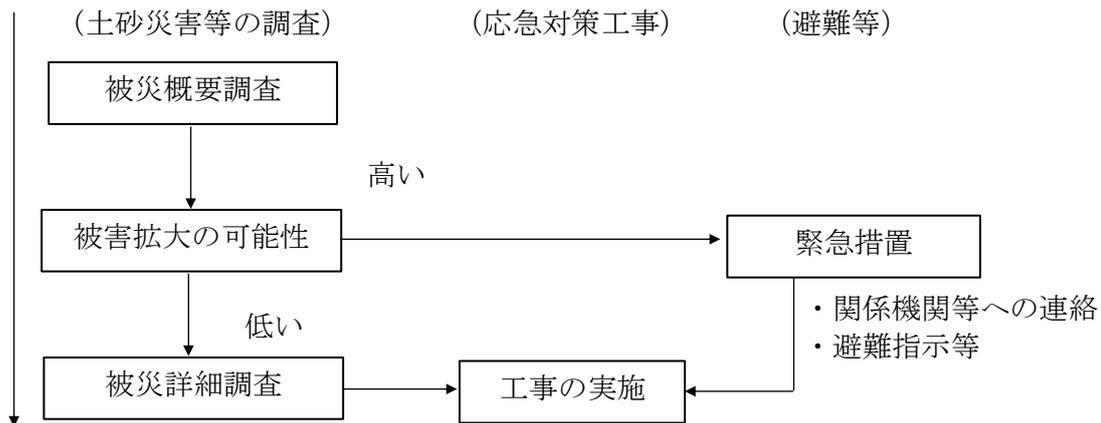 （土砂災害等の調査）
（応急対策工事）
（避難等）
被災概要調査
高い
被害拡大の可能性
緊急措置
・関係機関等への連絡
・避難指示等
低い
被災詳細調査
工事の実施